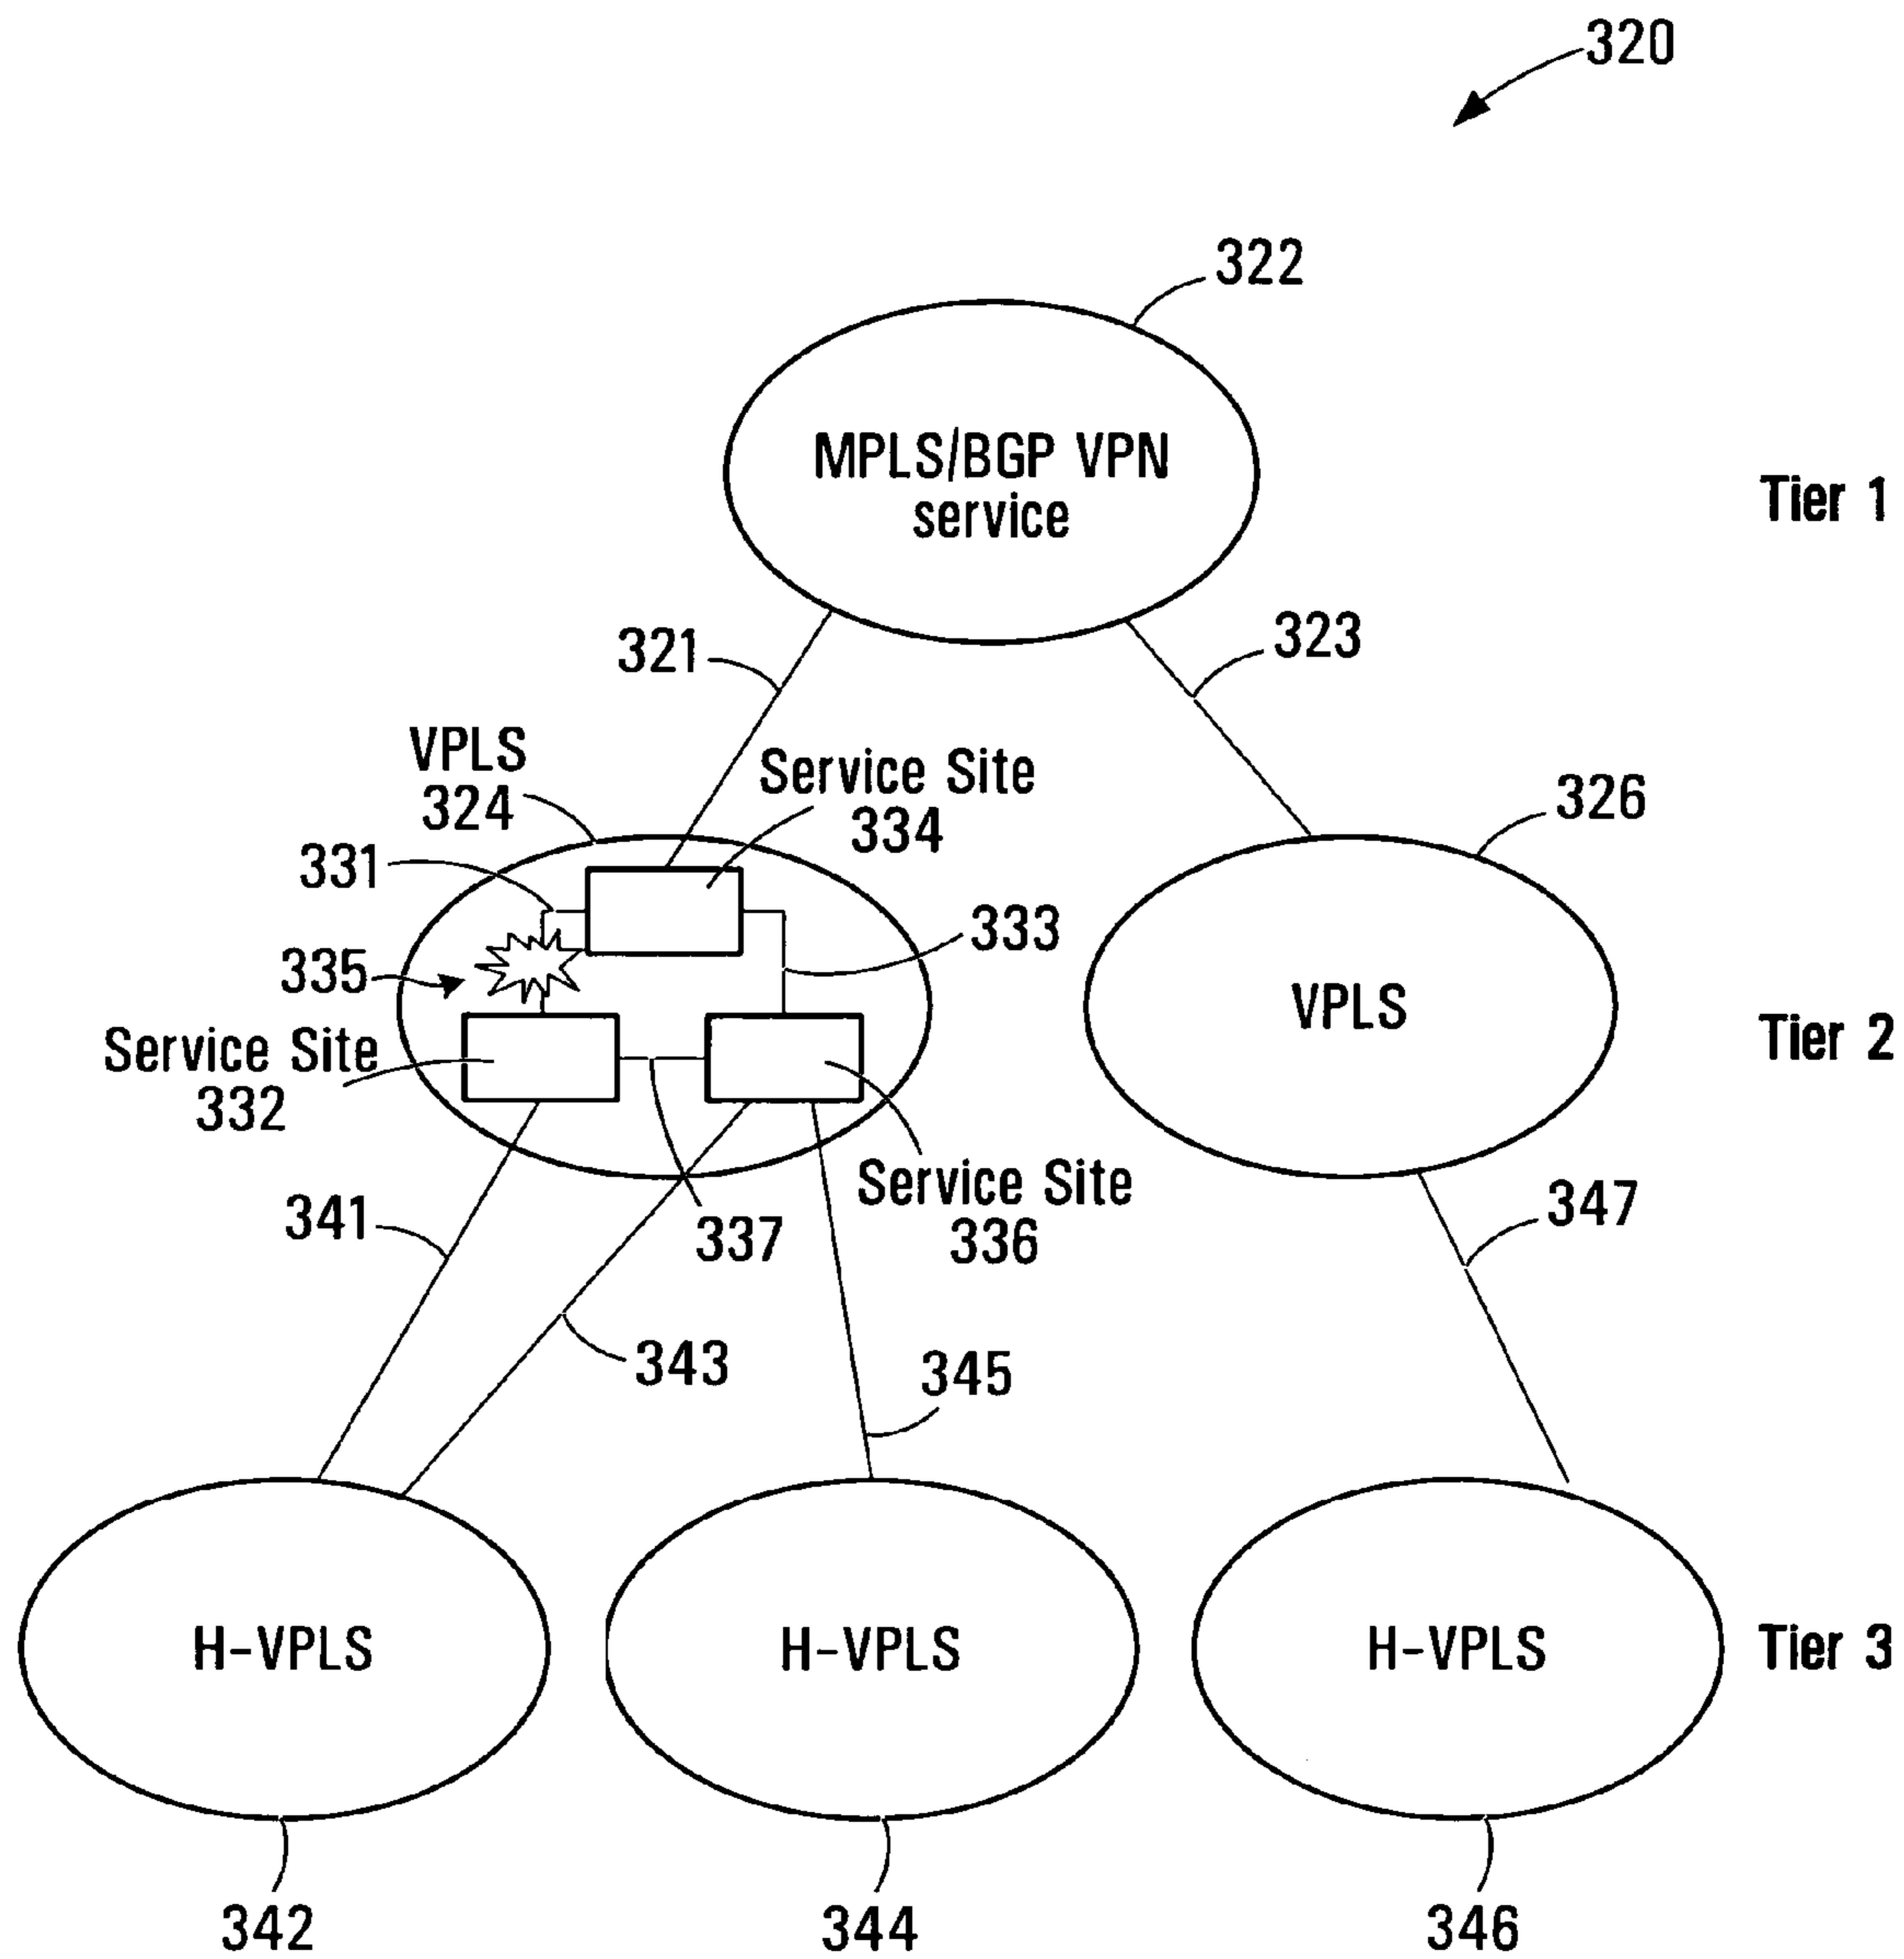 320
322
MPLS/BGP VPN
service
Tier 1
321
323
VPLS
324
Service Site
334
326
331
333
335
VPLS
Service Site
332
Tier 2
Service Site
336
337
341
347
343
345
H-VPLS
H-VPLS
H-VPLS
Tier 3
342
344
346